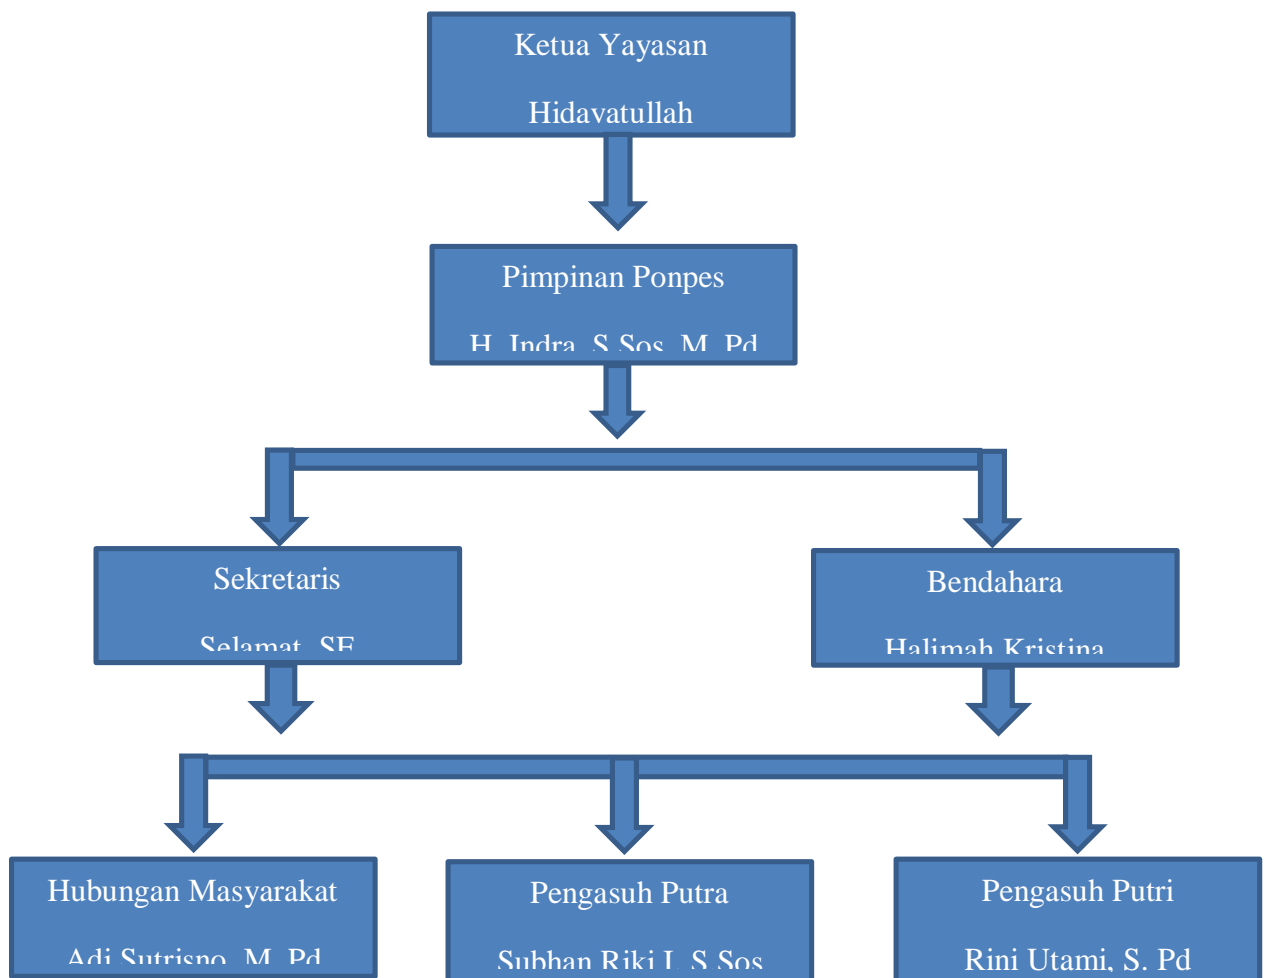 Ketua Yayasan
Hidayatullah
Pimpinan Ponpes
H. Indra, S.Sos, M. Pd
Sekretaris
Selamat, SE
Bendahara
Halimah Kristina
Hubungan Masyarakat
Adi Sutrisno, M. Pd
Pengasuh Putra
Subhan Riki S.Sos
Pengasuh Putri
Rini Utami, S. Pd